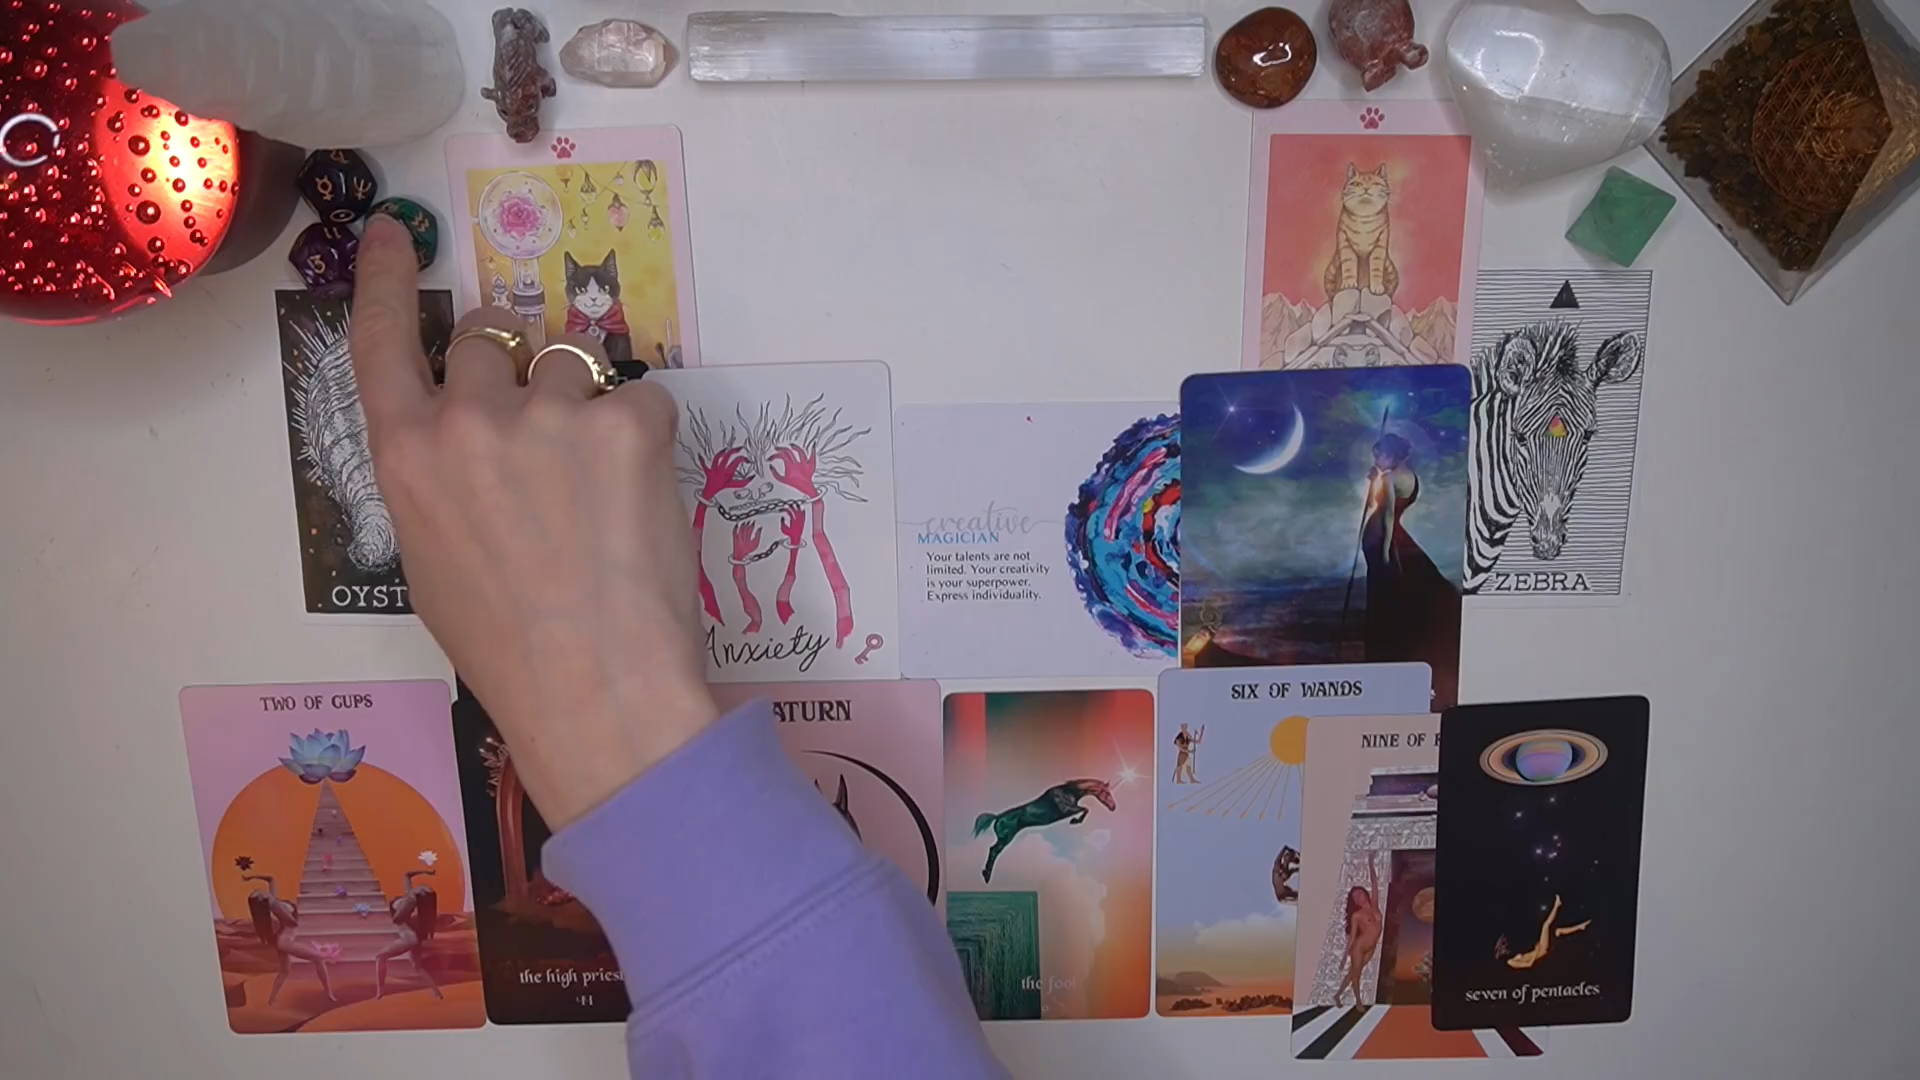 3
OYST
Anxiety
creative
MAGICIAN
Your talents are not
limited. Your creativity
is your superpower.
Express individuality.
ZEBRA
TWO OF CUPS
the high pries
ATURN
the fool
SIX OF WANDS
NINE OF
seven of pentacles